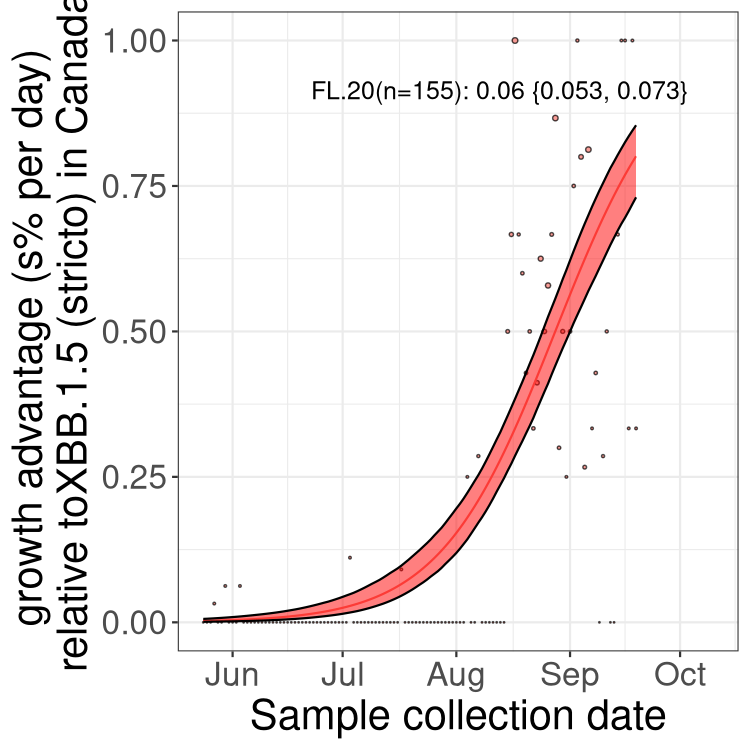 growth advantage (s% per day)
relative toXBB.1.5 (stricto) in Canada
1.00
0.75
0.50
0.25
0.00
FL.20(n=155): 0.06 {0.053, 0.073}
Jun Jul Aug Sep Oct
Sample collection date